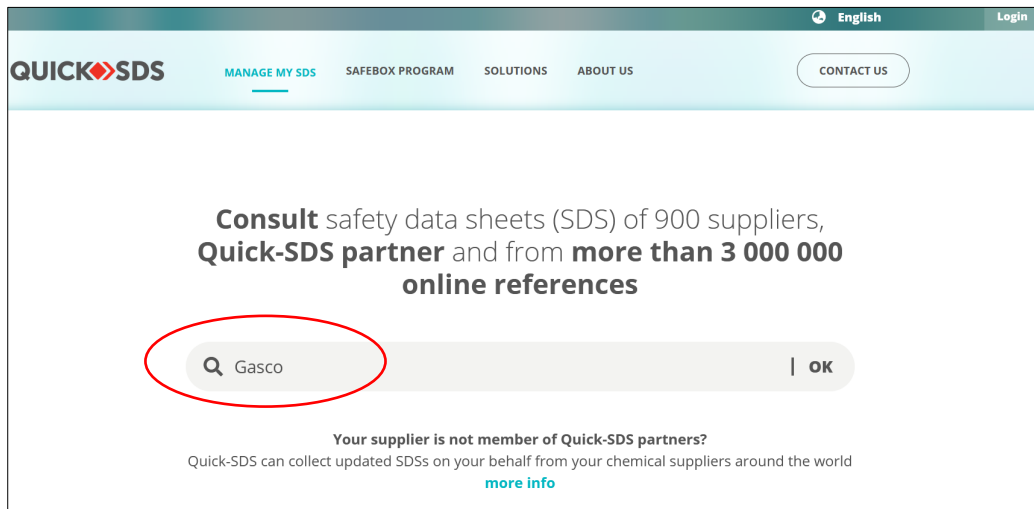 English
Login
QUICK SDS
MANAGE MY SDS
SAFEBOX PROGRAM
SOLUTIONS
ABOUT US
CONTACT US
Consult safety data sheets (SDS) of 900 suppliers,
Quick-SDS partner and from more than 3 000 000
online references
Gasco
| OK
Your supplier is not member of Quick-SDS partners?
Quick-SDS can collect updated SDSs on your behalf from your chemical suppliers around the world
more info